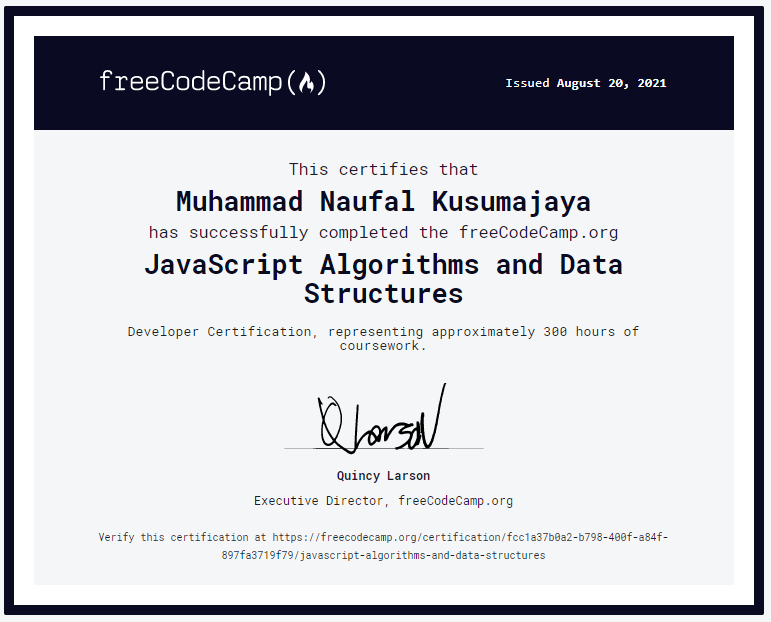 freeCodeCamp(🔥)
Issued August 20, 2021
This certifies that
Muhammad Naufal Kusumajaya
has successfully completed the freeCodeCamp.org
JavaScript Algorithms and Data
Structures
Developer Certification, representing approximately 300 hours of
coursework.
Q Larson
Quincy Larson
Executive Director, freeCodeCamp.org
Verify this certification at https://freecodecamp.org/certification/fcc1a37b0a2-b798-400f-a84f-
897fa3719f79/javascript-algorithms-and-data-structures